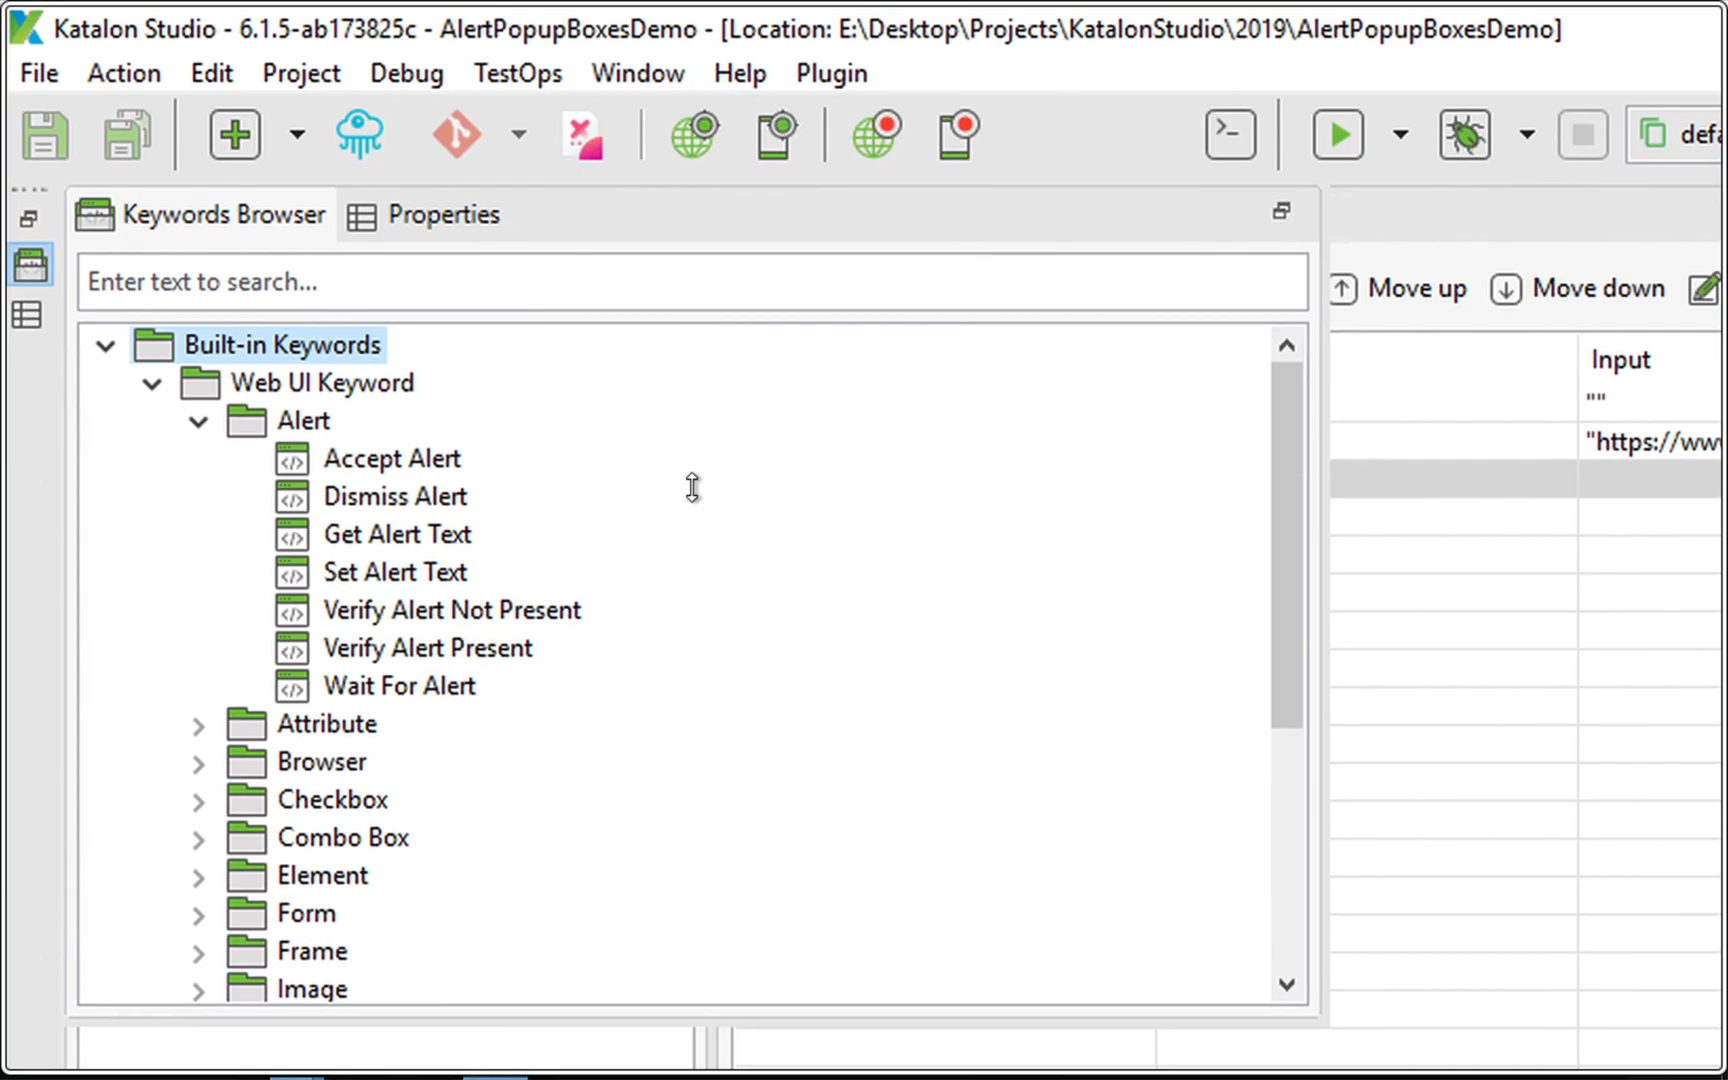 Katalon Studio - 6.1.5-ab173825c - AlertPopupBoxesDemo - [Location: E:\Desktop\Projects\KatalonStudio\2019\AlertPopupBoxesDemo]
File Action Edit Project Debug TestOps Window Help Plugin
defa
Keywords Browser Properties
Enter text to search...
Move up Move down
Built-in Keywords
Input
Web UI Keyword
""
Alert
"https://ww
Accept Alert
Dismiss Alert
Get Alert Text
Set Alert Text
Verify Alert Not Present
Verify Alert Present
Wait For Alert
Attribute
Browser
Checkbox
Combo Box
Element
Form
Frame
Image